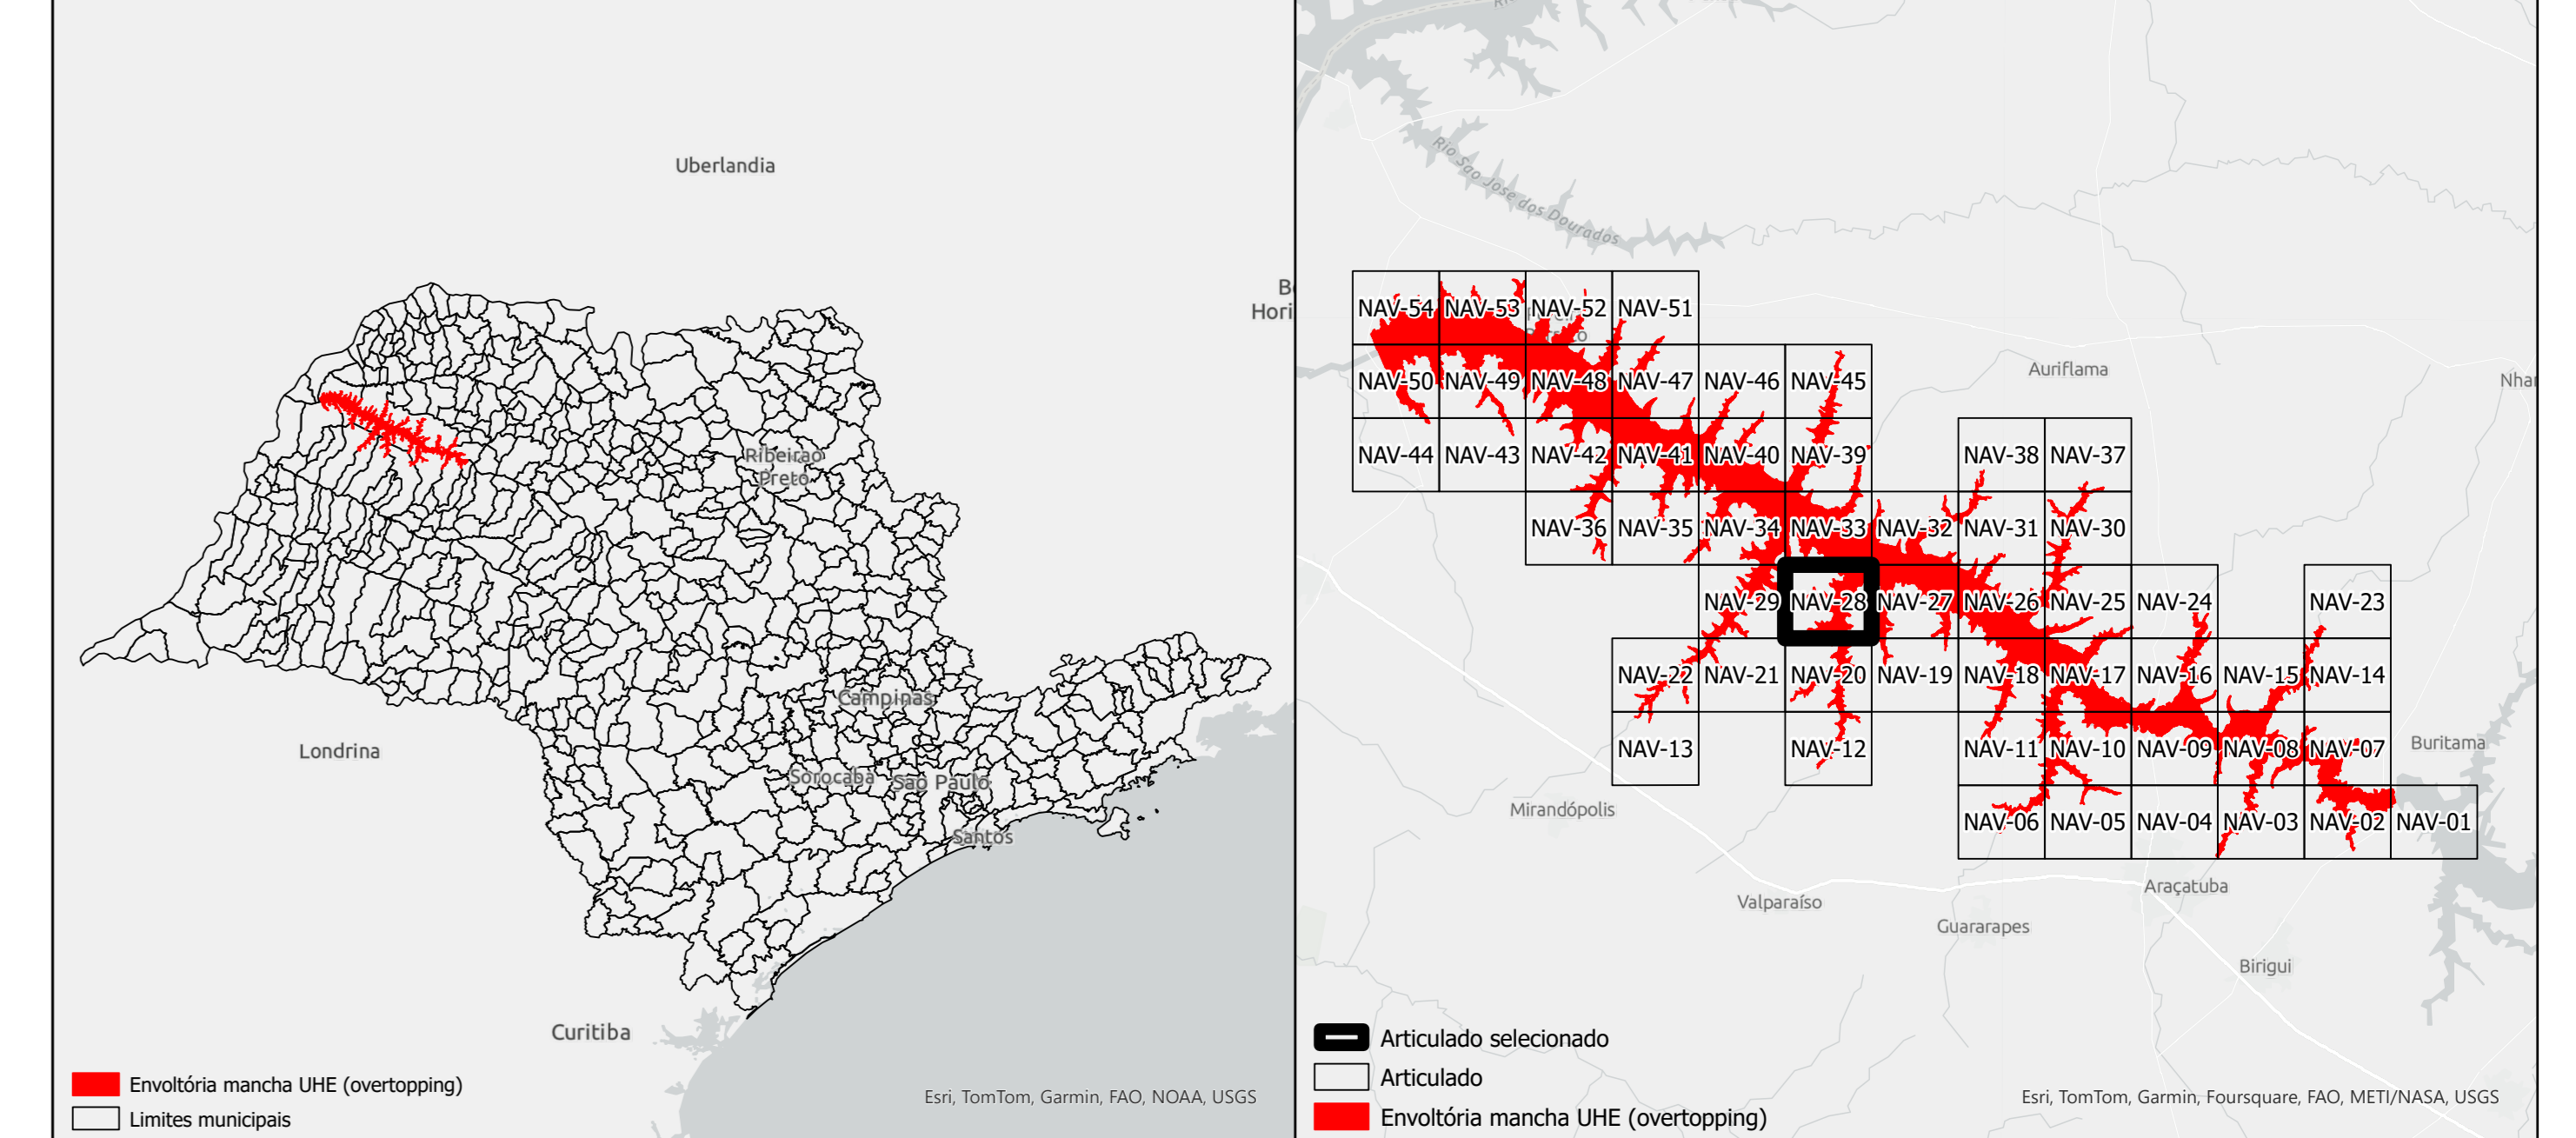 Uberlandia
Ribeirao
Preto
Campinas
Sorocaba
Sao Paulo
Santos
Londrina
Curitiba
Envoltória mancha UHE (overtopping)
Limites municipais
Esri, TomTom, Garmin, FAO, NOAA, USGS
Rio Sao Jose dos Dourados
NAV-54 NAV-53 NAV-52 NAV-51
NAV-50 NAV-49 NAV-48 NAV-47 NAV-46 NAV-45
Auriflama
NAV-44 NAV-43 NAV-42 NAV-41 NAV-40 NAV-39 NAV-38 NAV-37
NAV-36 NAV-35 NAV-34 NAV-33 NAV-32 NAV-31 NAV-30
NAV-29 NAV-28 NAV-27 NAV-26 NAV-25 NAV-24 NAV-23
NAV-22 NAV-21 NAV-20 NAV-19 NAV-18 NAV-17 NAV-16 NAV-15 NAV-14
NAV-13 NAV-12 NAV-11 NAV-10 NAV-09 NAV-08 NAV-07
Buritama
Mirandópolis
NAV-06 NAV-05 NAV-04 NAV-03 NAV-02 NAV-01
Araçatuba
Valparaíso
Guararapes
Birigui
Articulado selecionado
Articulado
Envoltória mancha UHE (overtopping)
Esri, TomTom, Garmin, Foursquare, FAO, METI/NASA, USGS